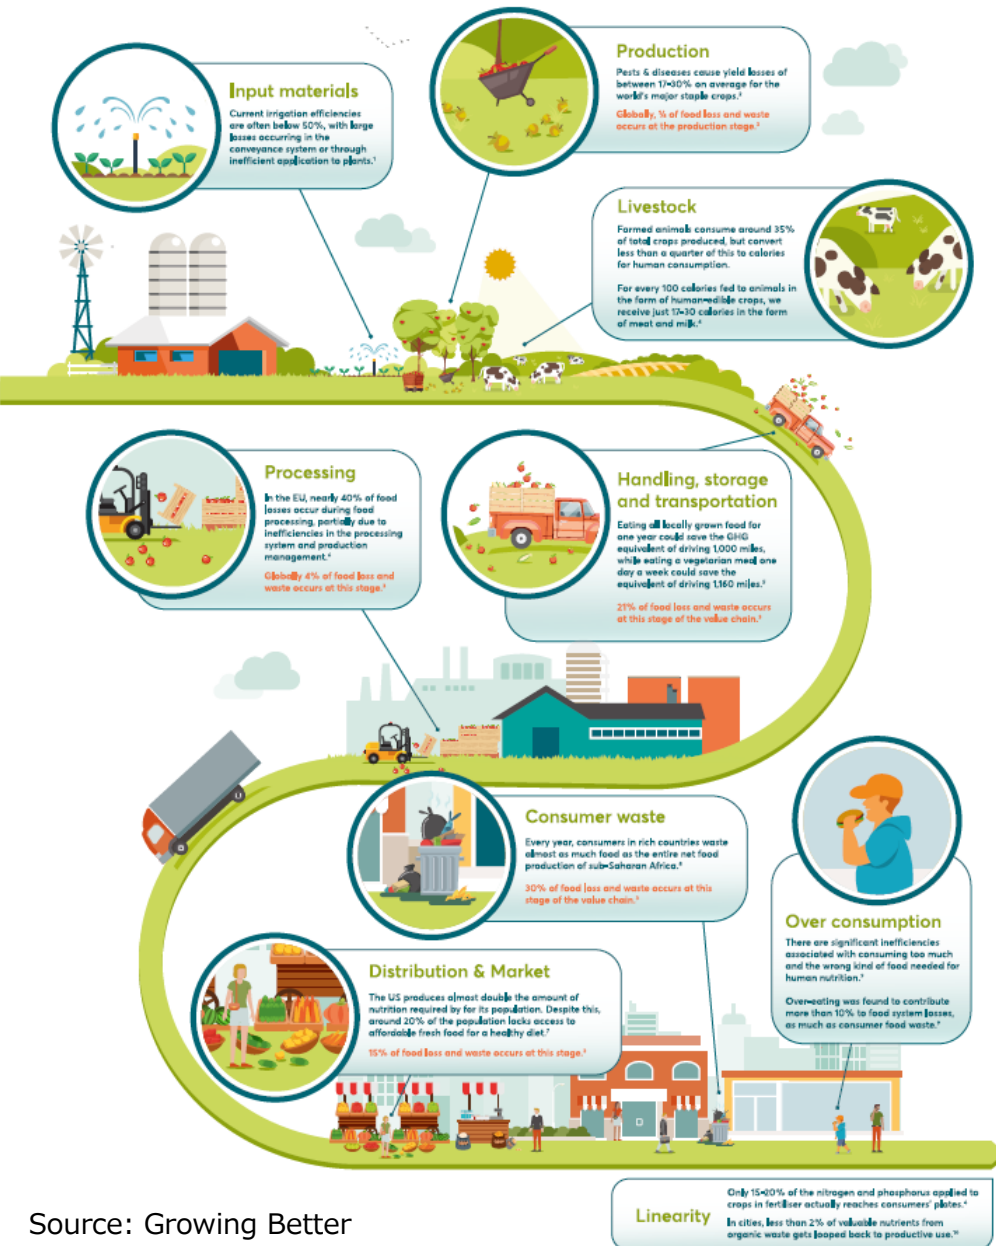 Input materials
Current irrigation efficiencies
are often below 50%, with large
losses occurring in the
conveyance system or through
inefficient application to plants.¹
Production
Pests & diseases cause yield losses of
between 17-30% on average for the
world's major staple crops.²
Globally, ⅓ of food loss and waste
occurs at the production stage.³
Livestock
Farmed animals consume around 35%
of total crops produced, but convert
less than a quarter of this to calories
for human consumption.
For every 100 calories fed to animals in
the form of human-edible crops, we
receive just 17-30 calories in the form
of meat and milk.⁴
Handling, storage
and transportation
Eating all locally grown food for
one year could save the GHG
equivalent of driving 1,000 miles,
while eating a vegetarian meal one
day a week could save the
equivalent of driving 1,160 miles.⁵
21% of food loss and waste occurs
at this stage of the value chain.³
Processing
In the EU, nearly 40% of food
losses occur during food
processing, partially due to
inefficiencies in the processing
system and production
management.⁶
Globally 4% of food loss and
waste occurs at this stage.³
Distribution & Market
The US produces almost double the amount of
nutrition required by for its population. Despite this,
around 20% of the population lacks access to
affordable fresh food for a healthy diet.⁷
15% of food loss and waste occurs at this stage.³
Consumer waste
Every year, consumers in rich countries waste
almost as much food as the entire net food
production of sub-Saharan Africa.⁸
30% of food loss and waste occurs at this
stage of the value chain.³
Over consumption
There are significant inefficiencies
associated with consuming too much
and the wrong kind of food needed for
human nutrition.⁹
Over-eating was found to contribute
more than 10% to food system losses,
as much as consumer food waste.⁹
Linearity
Only 15-20% of the nitrogen and phosphorus applied to
crops in fertiliser actually reaches consumers' plates.⁴
In cities, less than 2% of valuable nutrients from
organic waste gets looped back to productive use.¹⁰
Source: Growing Better